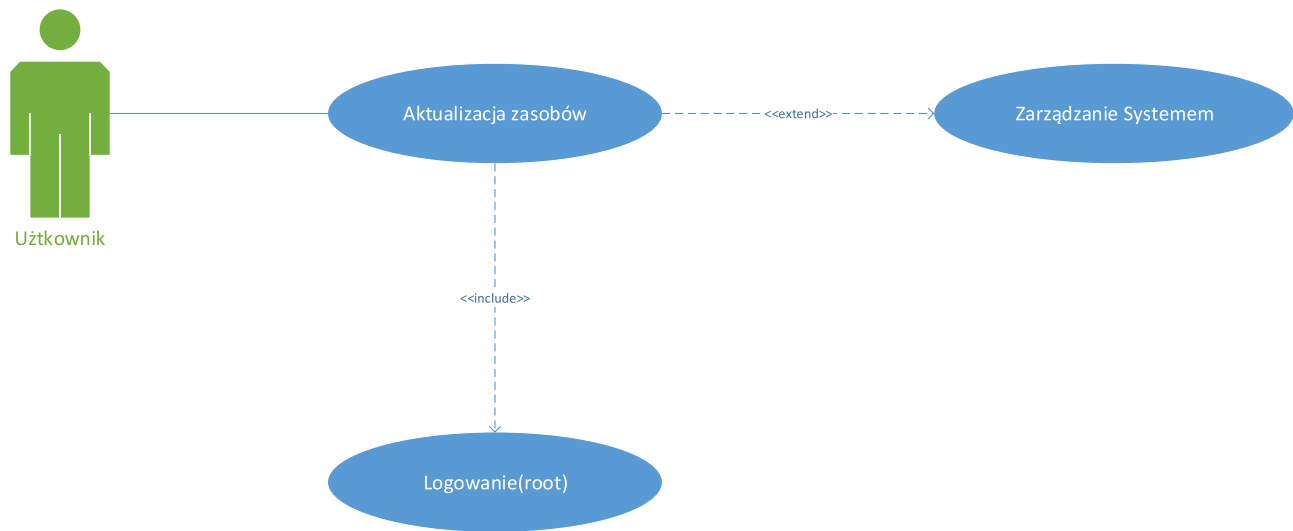 Aktualizacja zasobów
<<extend>>
Zarządzanie Systemem
Użtkownik
<<include>>
Logowanie(root)